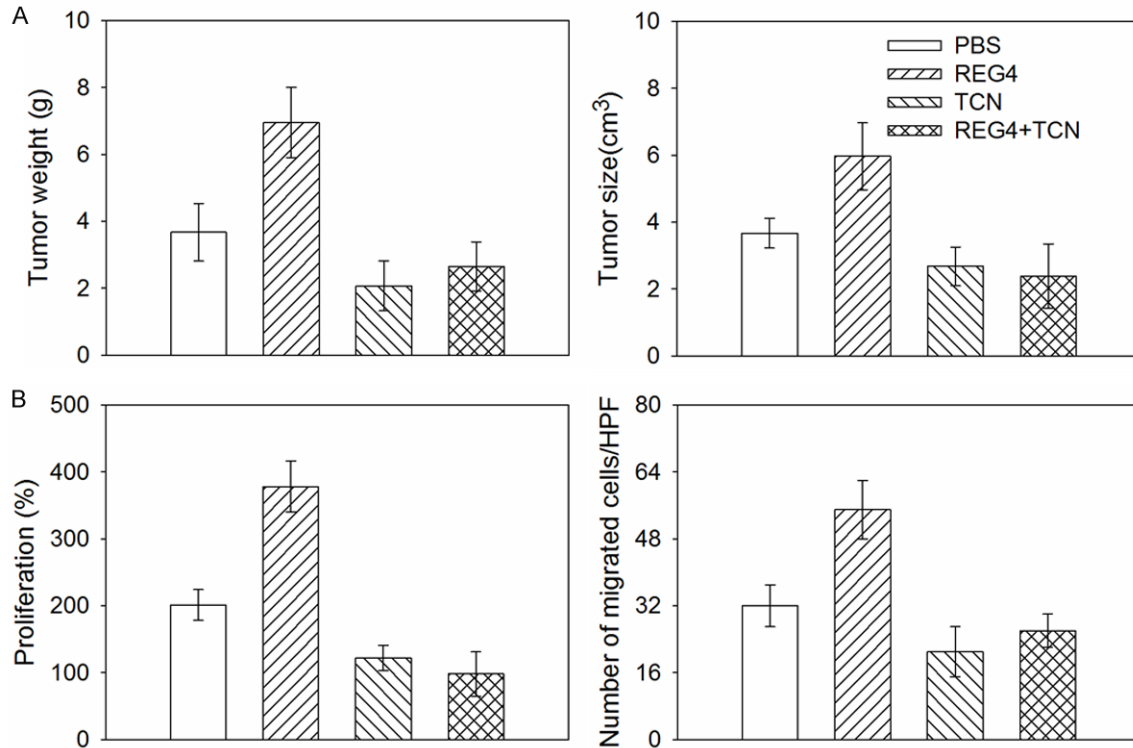 A
Tumor weight (g)
10
8
6
4
2
0
Tumor size(cm³)
10
8
6
4
2
0
PBS
REG4
TCN
REG4+TCN
B
Proliferation (%)
500
400
300
200
100
0
Number of migrated cells/HPF
80
64
48
32
16
0